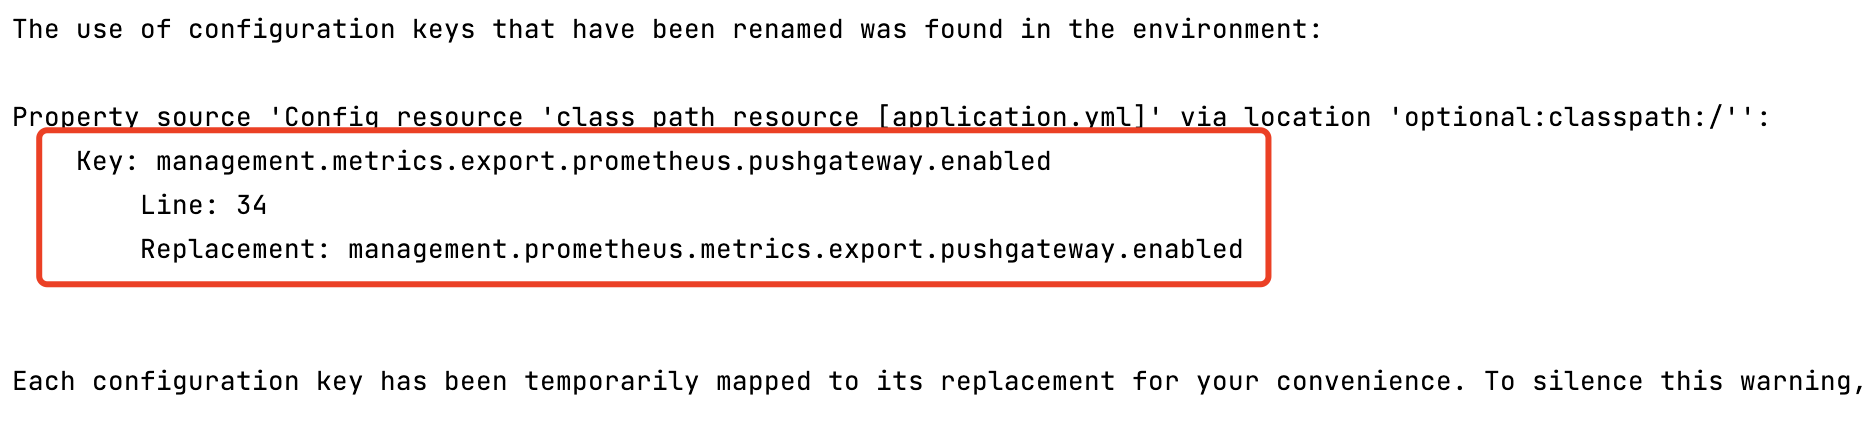 The use of configuration keys that have been renamed was found in the environment:
Property source 'Config resource 'class path resource [application.yml]' via location 'optional:classpath:/'':
Key: management.metrics.export.prometheus.pushgateway.enabled
Line: 34
Replacement: management.prometheus.metrics.export.pushgateway.enabled
Each configuration key has been temporarily mapped to its replacement for your convenience. To silence this warning,